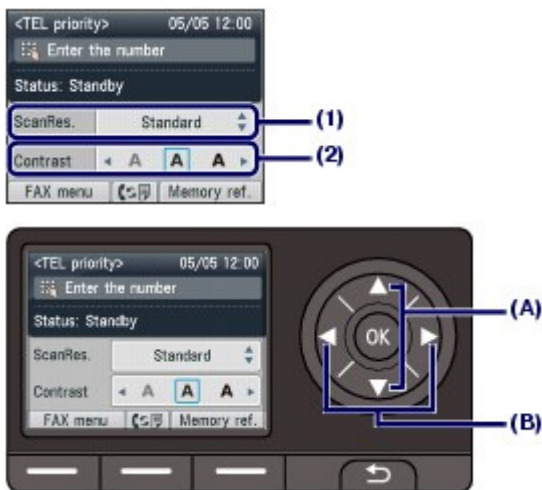 <TEL priority> 05/05 12:00
Enter the number
Status: Standby
ScanRes. Standard (1)
Contrast A A A (2)
FAX menu Memory ref.
<TEL priority> 05/05 12:00
Enter the number
Status: Standby
ScanRes. Standard
Contrast A A A
FAX menu Memory ref.
(A)
OK
(B)